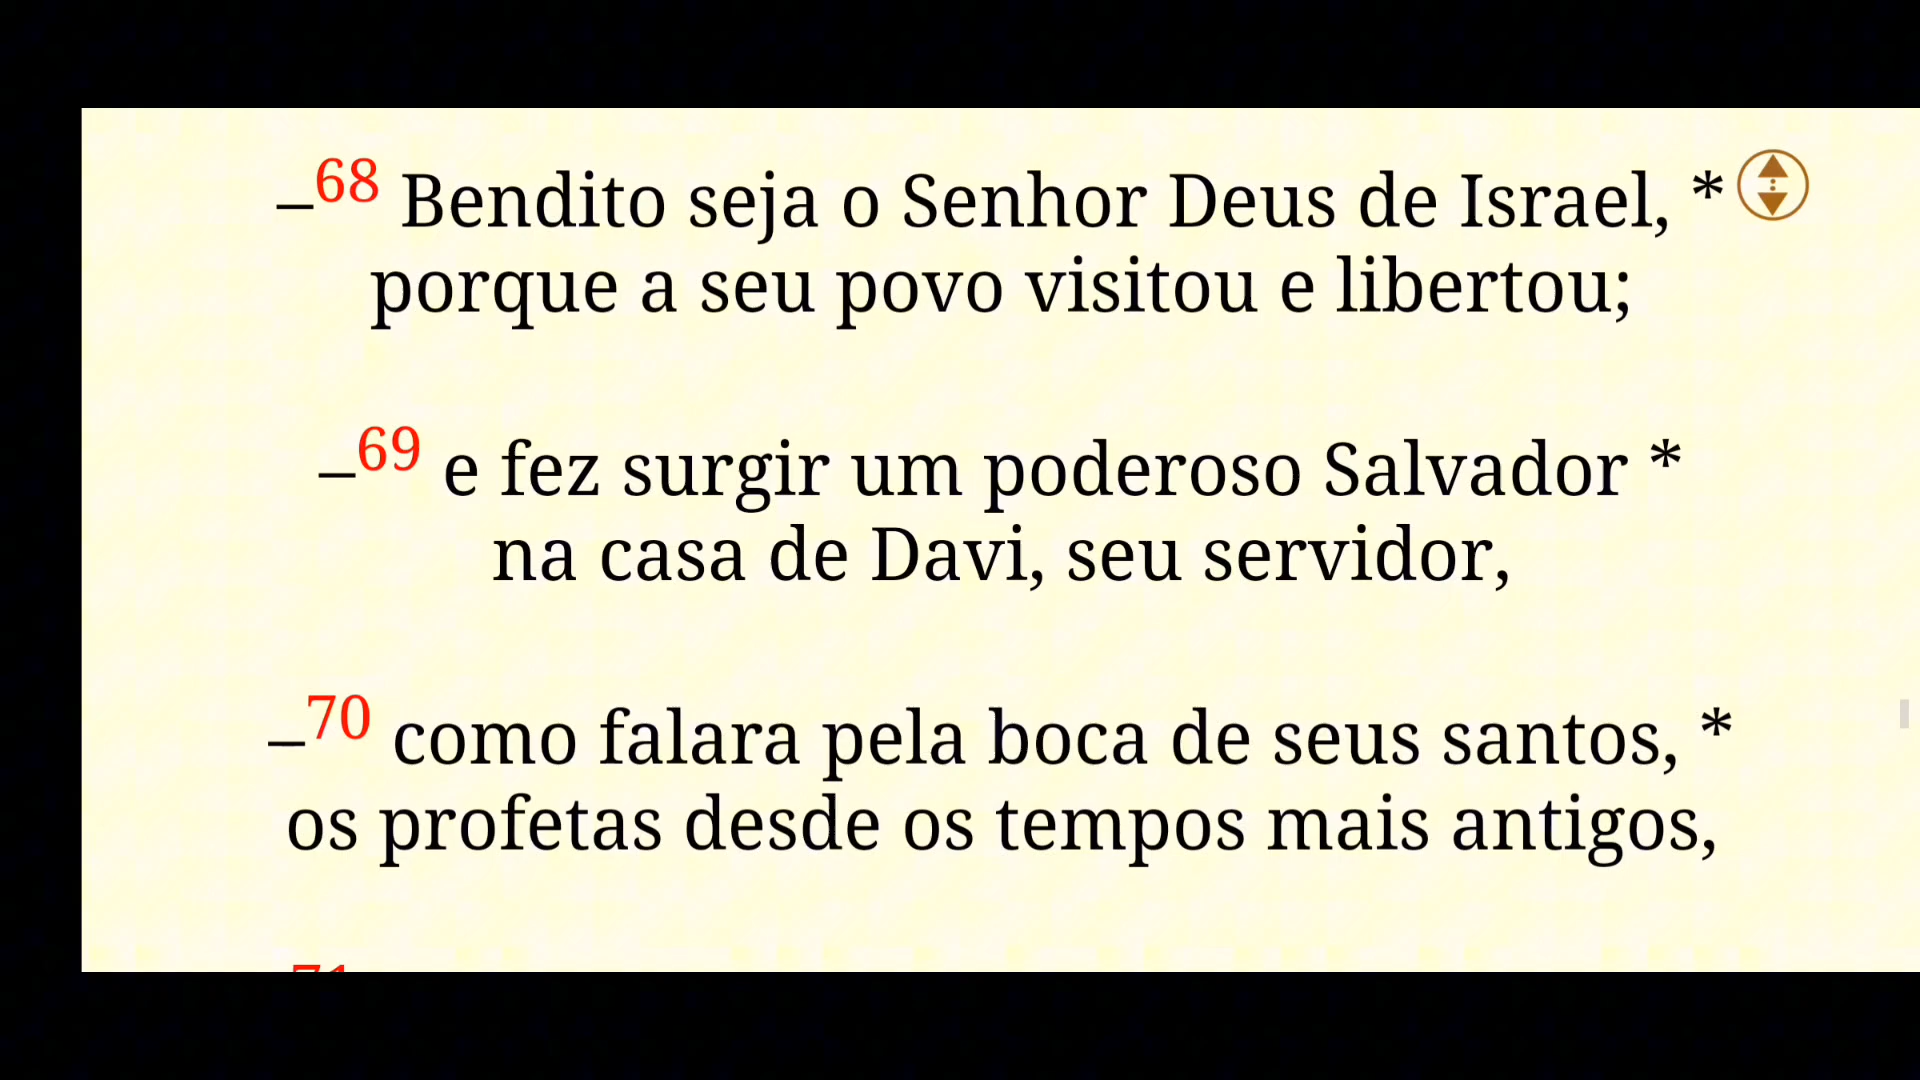 –68 Bendito seja o Senhor Deus de Israel, *
porque a seu povo visitou e libertou;
–69 e fez surgir um poderoso Salvador *
na casa de Davi, seu servidor,
–70 como falara pela boca de seus santos, *
os profetas desde os tempos mais antigos,
71